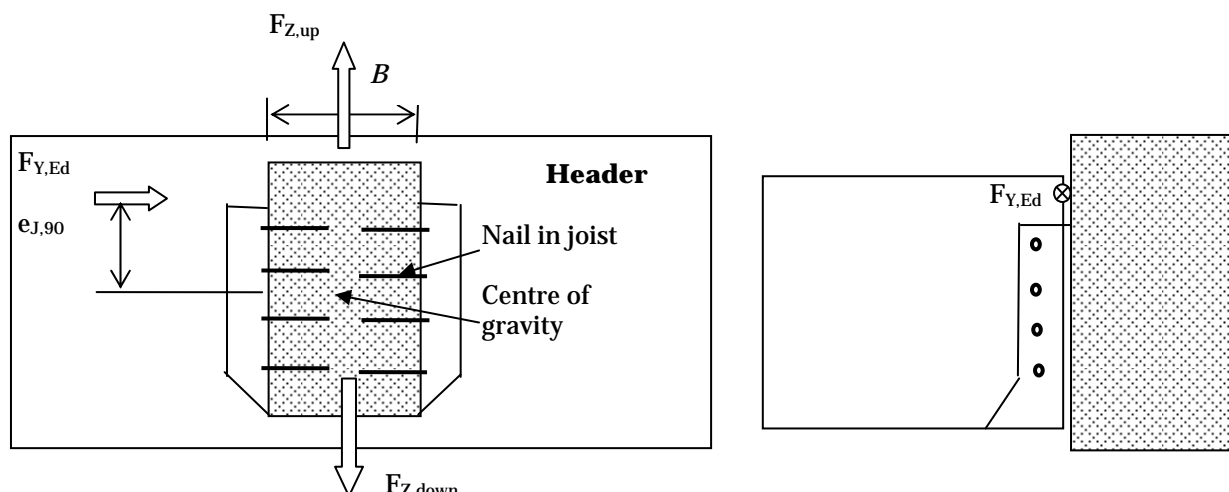 F_Z,up
B
F_Y,Ed
Header
F_Y,Ed
e_J,90
Nail in joist
Centre of
gravity
F_Z,down